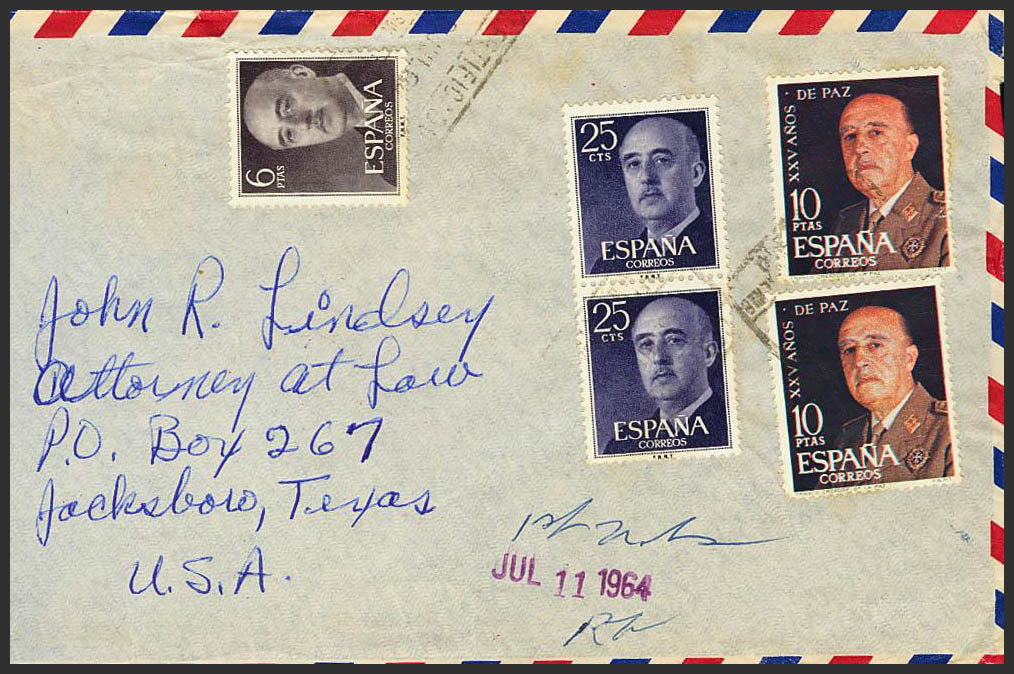 6 PTAS
ESPAÑA
CORREOS
F.N.M.T.
25 CTS
ESPAÑA
CORREOS
F.N.M.T.
25 CTS
ESPAÑA
CORREOS
F.N.M.T.
XXV AÑOS DE PAZ
10 PTAS
ESPAÑA
CORREOS
XXV AÑOS DE PAZ
10 PTAS
ESPAÑA
CORREOS
John R. Lindsey
Attorney at Law
P.O. Box 267
Jacksboro, Texas
U.S.A.
JUL 11 1964